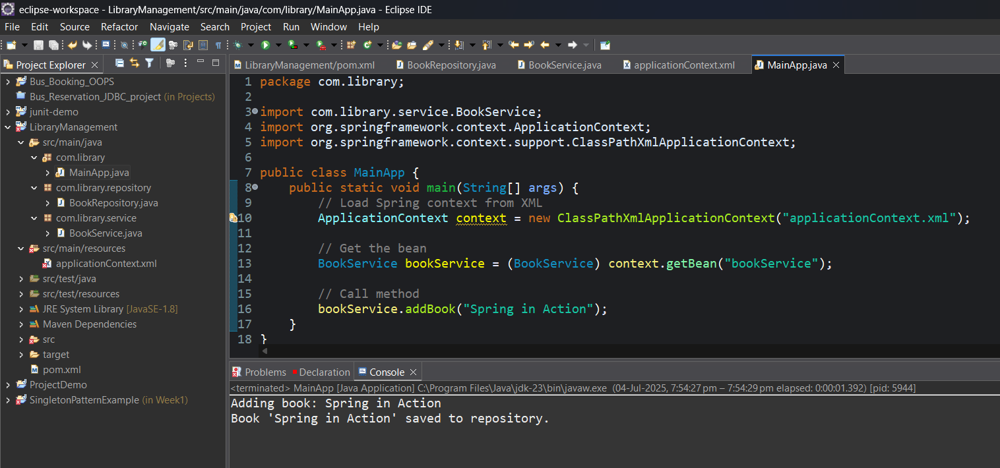 eclipse-workspace - LibraryManagement/src/main/java/com/library/MainApp.java - Eclipse IDE
File Edit Source Refactor Navigate Search Project Run Window Help
Project Explorer
Bus_Booking_OOPS
Bus_Reservation_JDBC_project (in Projects)
junit-demo
LibraryManagement
src/main/java
com.library
MainApp.java
com.library.repository
BookRepository.java
com.library.service
BookService.java
src/main/resources
applicationContext.xml
src/test/java
src/test/resources
JRE System Library [JavaSE-1.8]
Maven Dependencies
src
target
pom.xml
ProjectDemo
SingletonPatternExample (in Week1)
LibraryManagement/pom.xml BookRepository.java BookService.java applicationContext.xml MainApp.java
1 package com.library;
2
3 import com.library.service.BookService;
4 import org.springframework.context.ApplicationContext;
5 import org.springframework.context.support.ClassPathXmlApplicationContext;
6
7 public class MainApp {
8     public static void main(String[] args) {
9         // Load Spring context from XML
10         ApplicationContext context = new ClassPathXmlApplicationContext("applicationContext.xml");
11
12         // Get the bean
13         BookService bookService = (BookService) context.getBean("bookService");
14
15         // Call method
16         bookService.addBook("Spring in Action");
17     }
18 }
Problems Declaration Console
<terminated> MainApp [Java Application] C:\Program Files\Java\jdk-23\bin\javaw.exe (04-Jul-2025, 7:54:27 pm – 7:54:29 pm elapsed: 0:00:01.392) [pid: 5944]
Adding book: Spring in Action
Book 'Spring in Action' saved to repository.